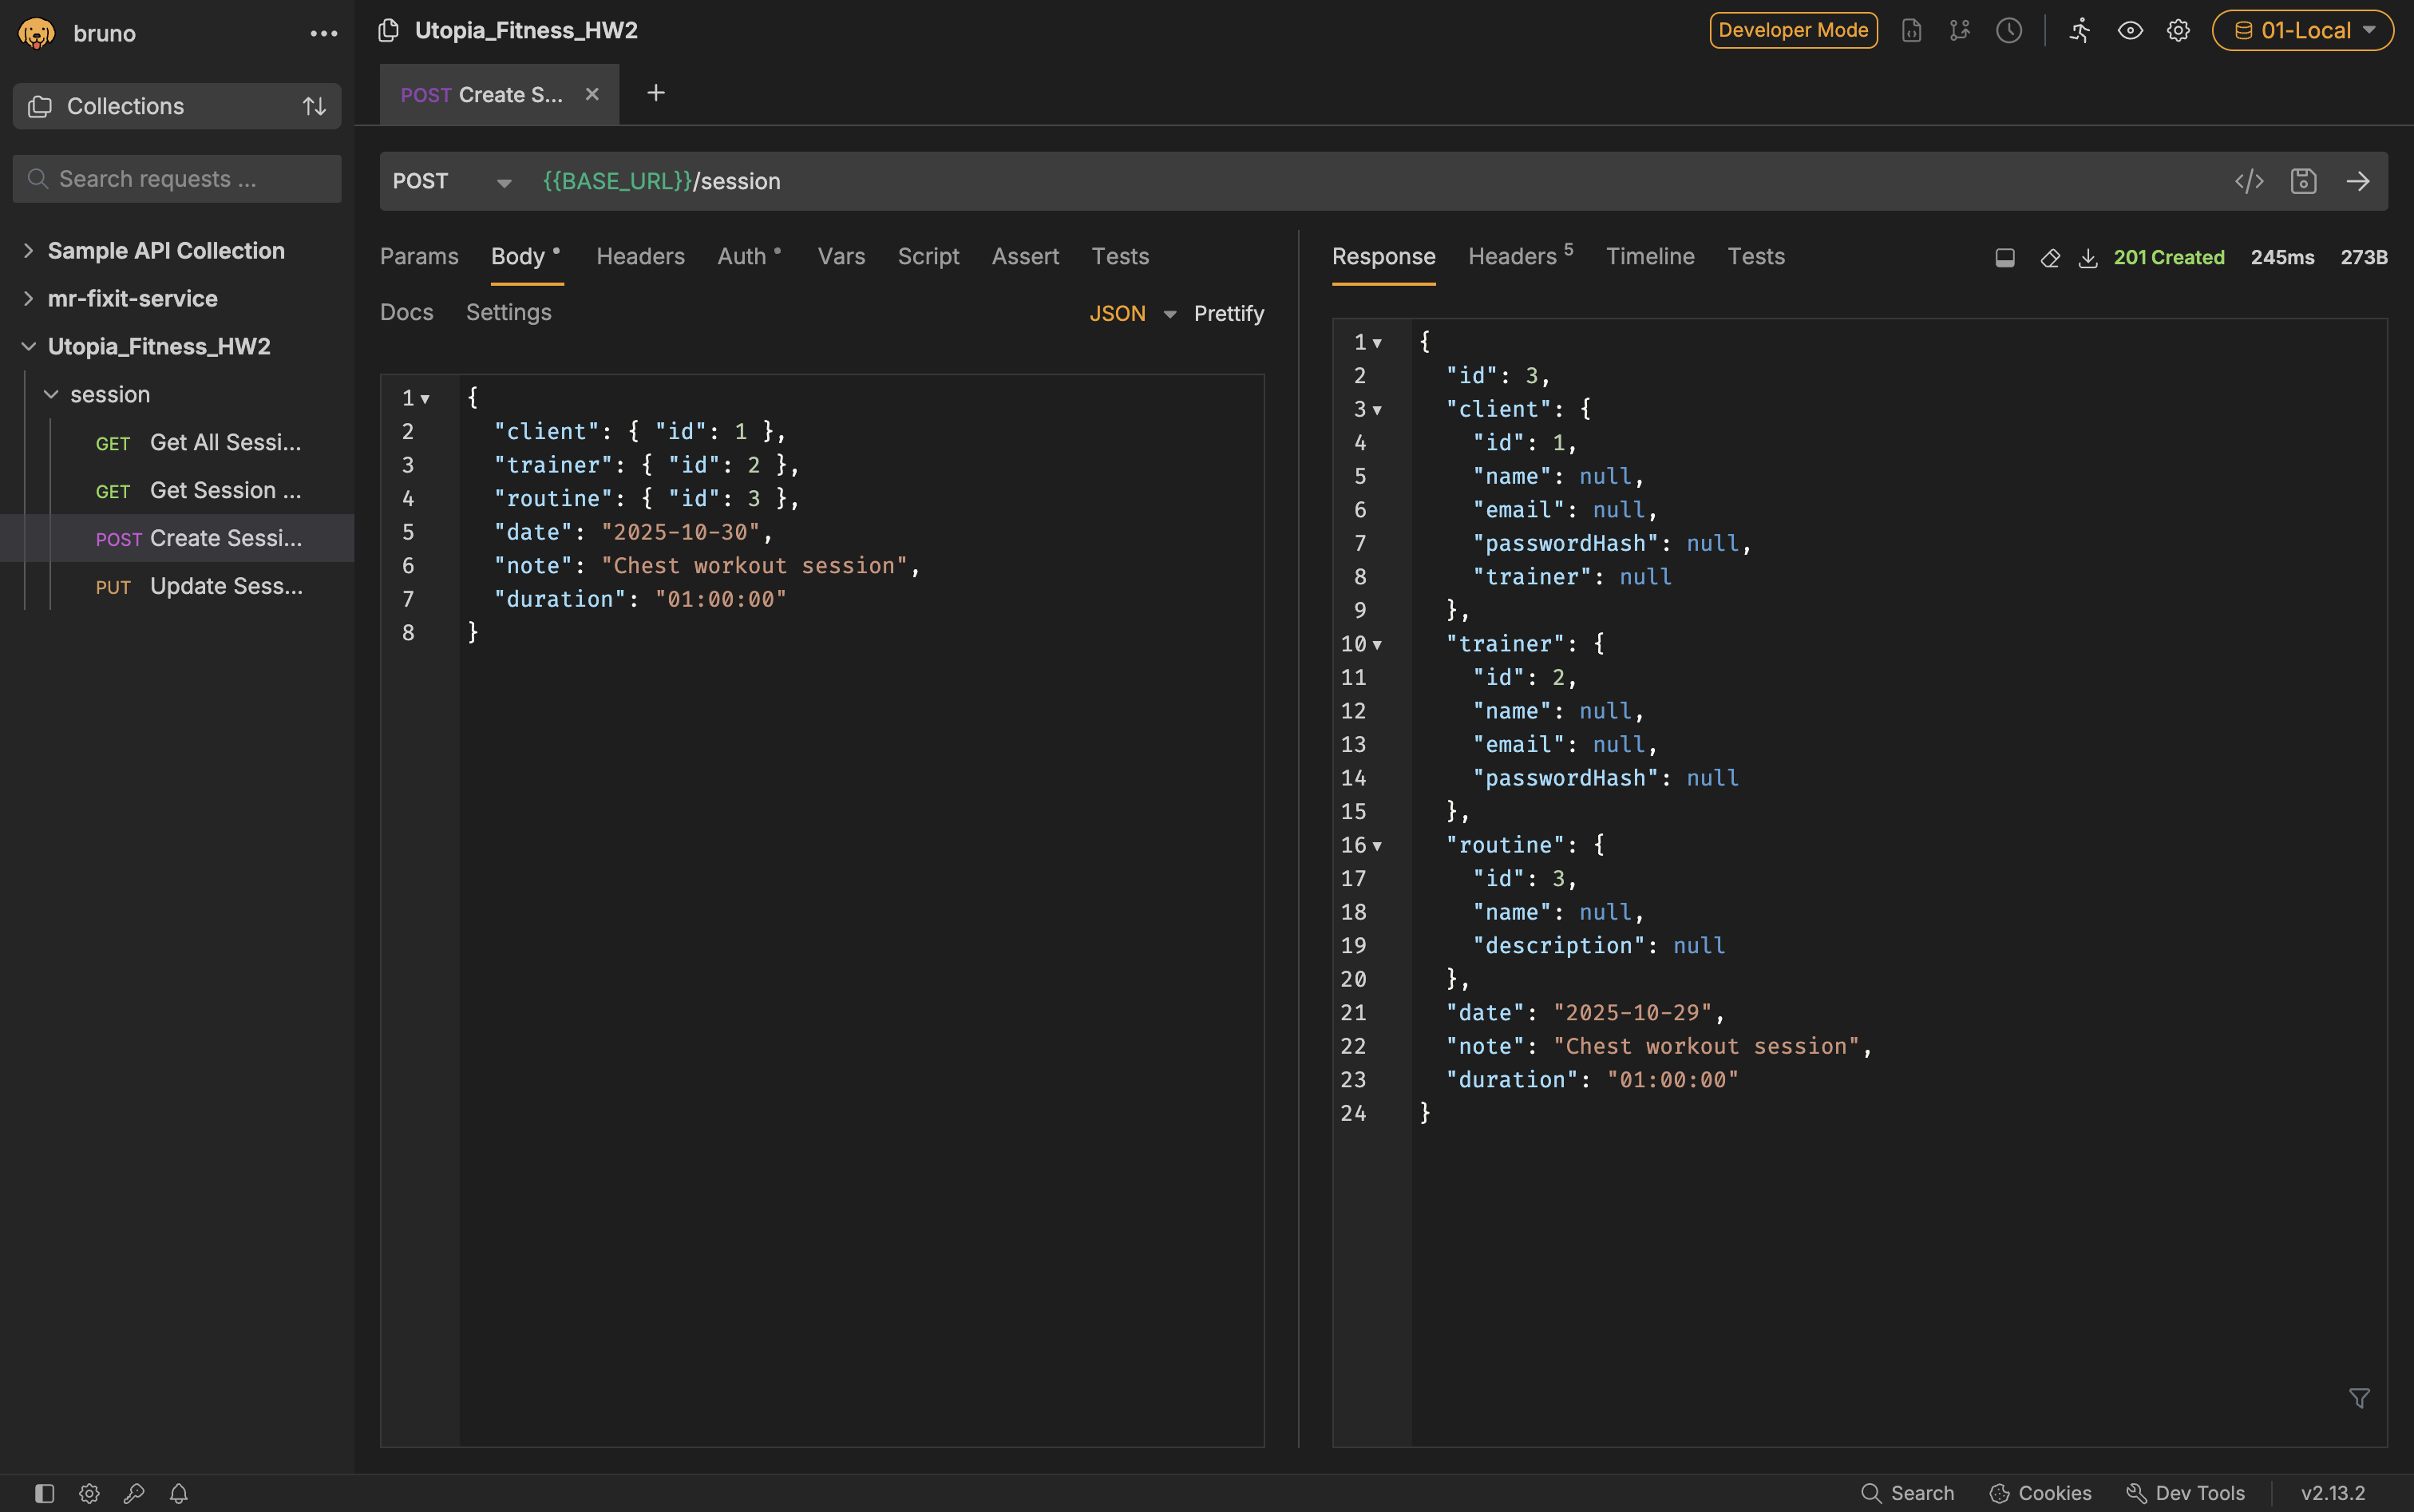 bruno
Collections
Search requests ...
Sample API Collection
mr-fixit-service
Utopia_Fitness_HW2
session
GET Get All Sessi...
GET Get Session ...
POST Create Sessi...
PUT Update Sess...
Utopia_Fitness_HW2
Developer Mode
01-Local
POST Create S...
POST
{{BASE_URL}}/session
Params Body Headers Auth Vars Script Assert Tests
Docs Settings
JSON Prettify
1 {
2 "client": { "id": 1 },
3 "trainer": { "id": 2 },
4 "routine": { "id": 3 },
5 "date": "2025-10-30",
6 "note": "Chest workout session",
7 "duration": "01:00:00"
8 }
Response Headers 5 Timeline Tests
201 Created 245ms 273B
1 {
2 "id": 3,
3 "client": {
4 "id": 1,
5 "name": null,
6 "email": null,
7 "passwordHash": null,
8 "trainer": null
9 },
10 "trainer": {
11 "id": 2,
12 "name": null,
13 "email": null,
14 "passwordHash": null
15 },
16 "routine": {
17 "id": 3,
18 "name": null,
19 "description": null
20 },
21 "date": "2025-10-29",
22 "note": "Chest workout session",
23 "duration": "01:00:00"
24 }
Search Cookies Dev Tools v2.13.2